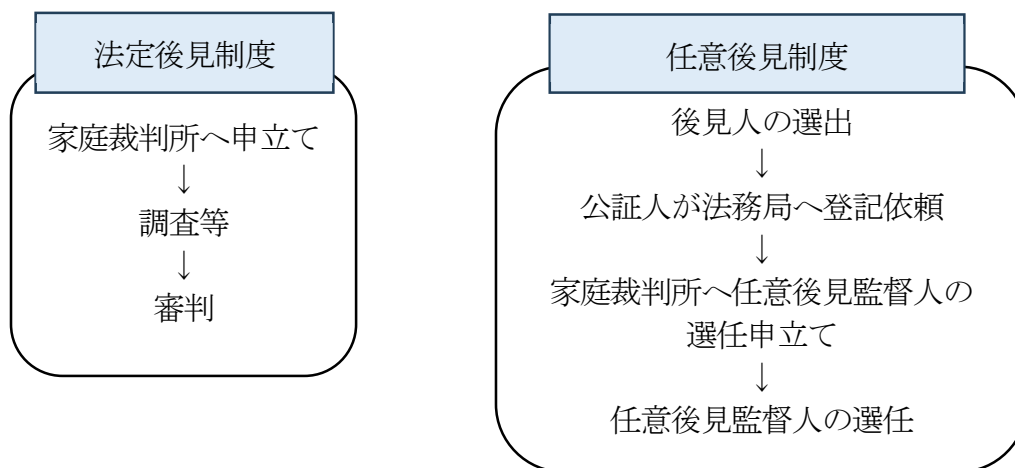 法定後見制度
家庭裁判所へ申立て
↓
調査等
↓
審判
任意後見制度
後見人の選出
↓
公証人が法務局へ登記依頼
↓
家庭裁判所へ任意後見監督人の
選任申立て
↓
任意後見監督人の選任